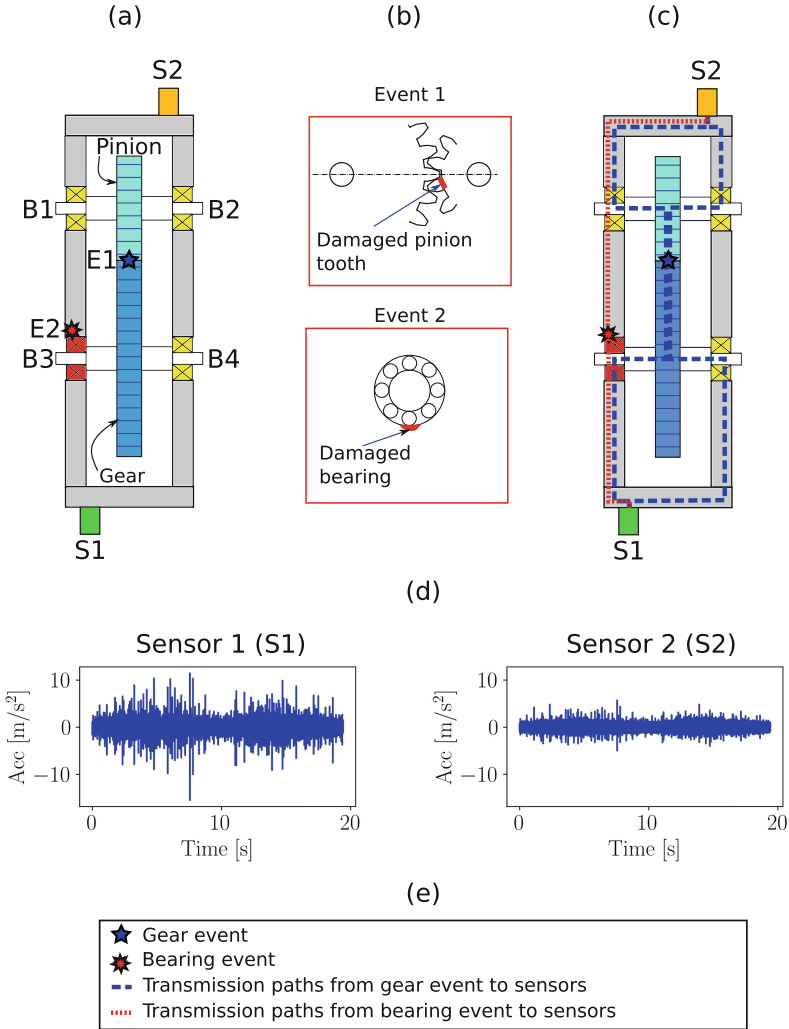 (a)
(b)
(c)
S2
Pinion
B1
B2
E1
E2
B3
B4
Gear
S1
Event 1
Damaged pinion
tooth
Event 2
Damaged
bearing
S2
S1
(d)
Sensor 1 (S1)
Acc [m/s²]
10
0
−10
0
10
20
Time [s]
Sensor 2 (S2)
Acc [m/s²]
10
0
−10
0
10
20
Time [s]
(e)
Gear event
Bearing event
Transmission paths from gear event to sensors
Transmission paths from bearing event to sensors